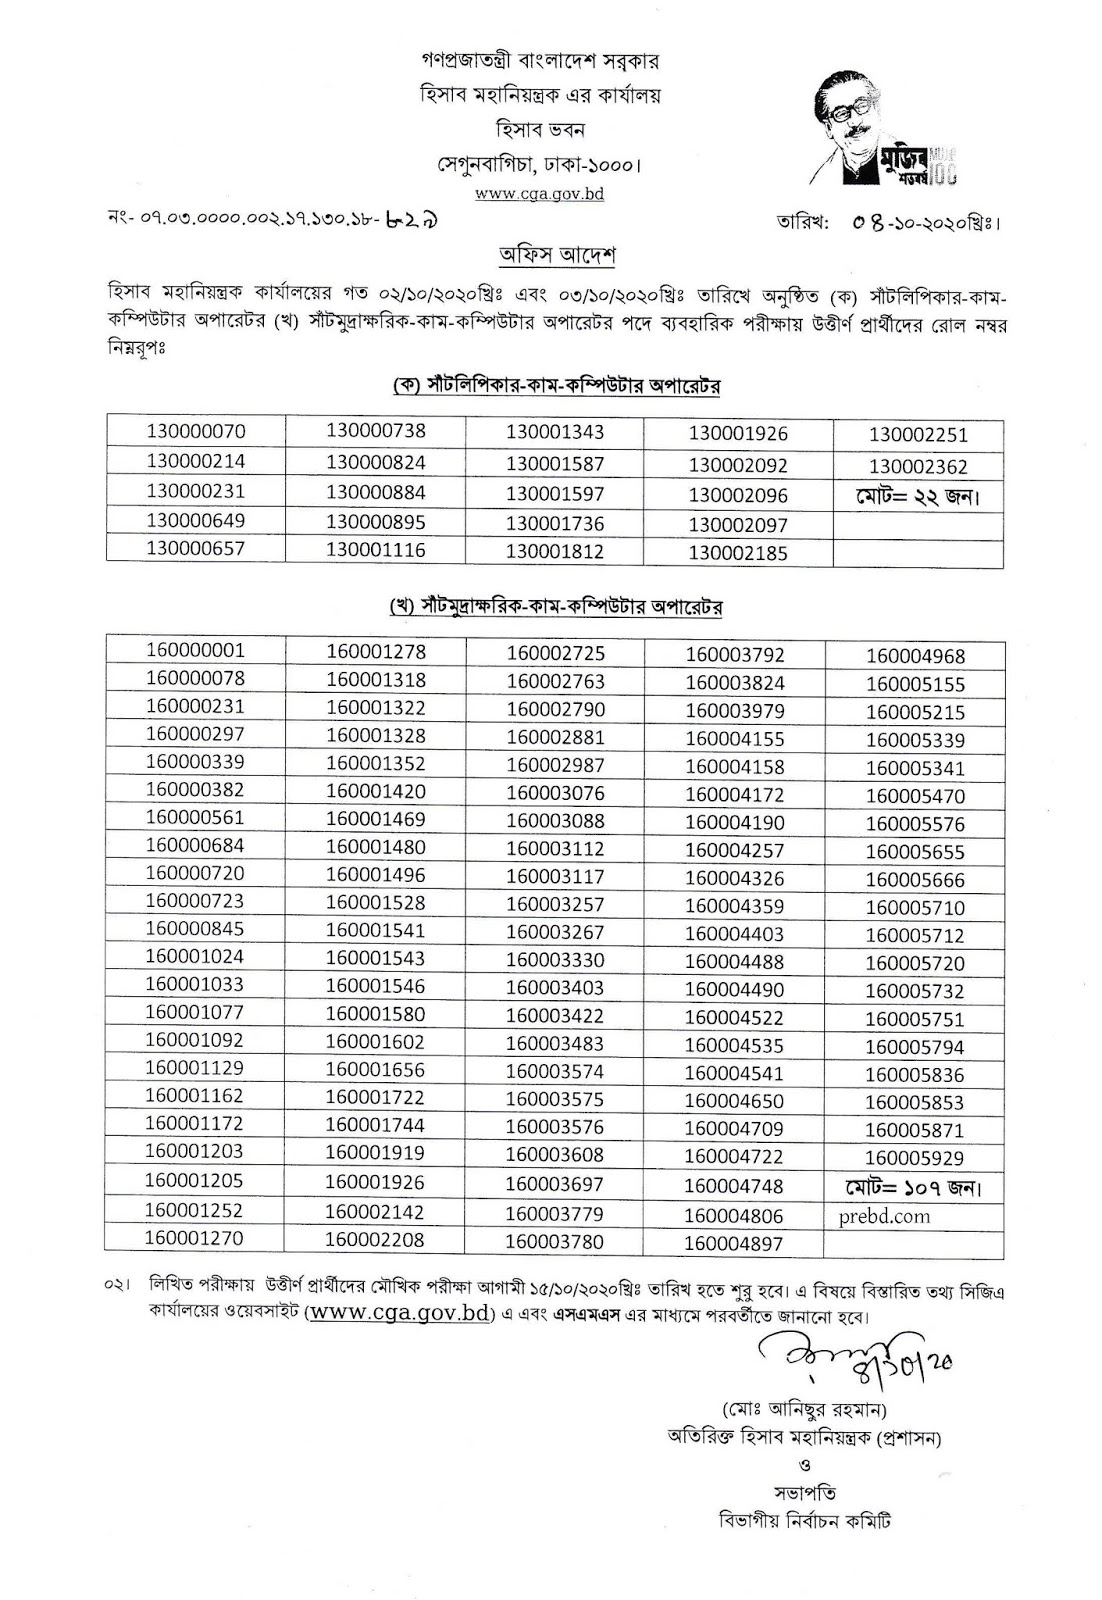 গণপ্রজাতন্ত্রী বাংলাদেশ সরকার
হিসাব মহানিয়ন্ত্রক এর কার্যালয়
হিসাব ভবন
সেগুনবাগিচা, ঢাকা-১০০০।
www.cga.gov.bd
মুজিব MUJIB
শতবর্ষ 100
নং- ০৭.০৩.০০০০.০০২.১৭.১৩০.১৮-৮২৯ তারিখ: ০৪-১০-২০২০খ্রিঃ।
অফিস আদেশ
হিসাব মহানিয়ন্ত্রক কার্যালয়ের গত ০২/১০/২০২০খ্রিঃ এবং ০৩/১০/২০২০খ্রিঃ তারিখে অনুষ্ঠিত (ক) সাঁটলিপিকার-কাম-
কম্পিউটার অপারেটর (খ) সাঁটমুদ্রাক্ষরিক-কাম-কম্পিউটার অপারেটর পদে ব্যবহারিক পরীক্ষায় উত্তীর্ণ প্রার্থীদের রোল নম্বর
নিম্নরূপঃ
(ক) সাঁটলিপিকার-কাম-কম্পিউটার অপারেটর
130000070 130000738 130001343 130001926 130002251
130000214 130000824 130001587 130002092 130002362
130000231 130000884 130001597 130002096 মোট= ২২ জন।
130000649 130000895 130001736 130002097
130000657 130001116 130001812 130002185
(খ) সাঁটমুদ্রাক্ষরিক-কাম-কম্পিউটার অপারেটর
160000001 160001278 160002725 160003792 160004968
160000078 160001318 160002763 160003824 160005155
160000231 160001322 160002790 160003979 160005215
160000297 160001328 160002881 160004155 160005339
160000339 160001352 160002987 160004158 160005341
160000382 160001420 160003076 160004172 160005470
160000561 160001469 160003088 160004190 160005576
160000684 160001480 160003112 160004257 160005655
160000720 160001496 160003117 160004326 160005666
160000723 160001528 160003257 160004359 160005710
160000845 160001541 160003267 160004403 160005712
160001024 160001543 160003330 160004488 160005720
160001033 160001546 160003403 160004490 160005732
160001077 160001580 160003422 160004522 160005751
160001092 160001602 160003483 160004535 160005794
160001129 160001656 160003574 160004541 160005836
160001162 160001722 160003575 160004650 160005853
160001172 160001744 160003576 160004709 160005871
160001203 160001919 160003608 160004722 160005929
160001205 160001926 160003697 160004748 মোট= ১০৭ জন।
160001252 160002142 160003779 160004806 prebd.com
160001270 160002208 160003780 160004897
০২। লিখিত পরীক্ষায় উত্তীর্ণ প্রার্থীদের মৌখিক পরীক্ষা আগামী ১৫/১০/২০২০খ্রিঃ তারিখ হতে শুরু হবে। এ বিষয়ে বিস্তারিত তথ্য সিজিএ
কার্যালয়ের ওয়েবসাইট (www.cga.gov.bd) এ এবং এসএমএস এর মাধ্যমে পরবর্তীতে জানানো হবে।
৪/১০/২০
(মোঃ আনিছুর রহমান)
অতিরিক্ত হিসাব মহানিয়ন্ত্রক (প্রশাসন)
ও
সভাপতি
বিভাগীয় নির্বাচন কমিটি